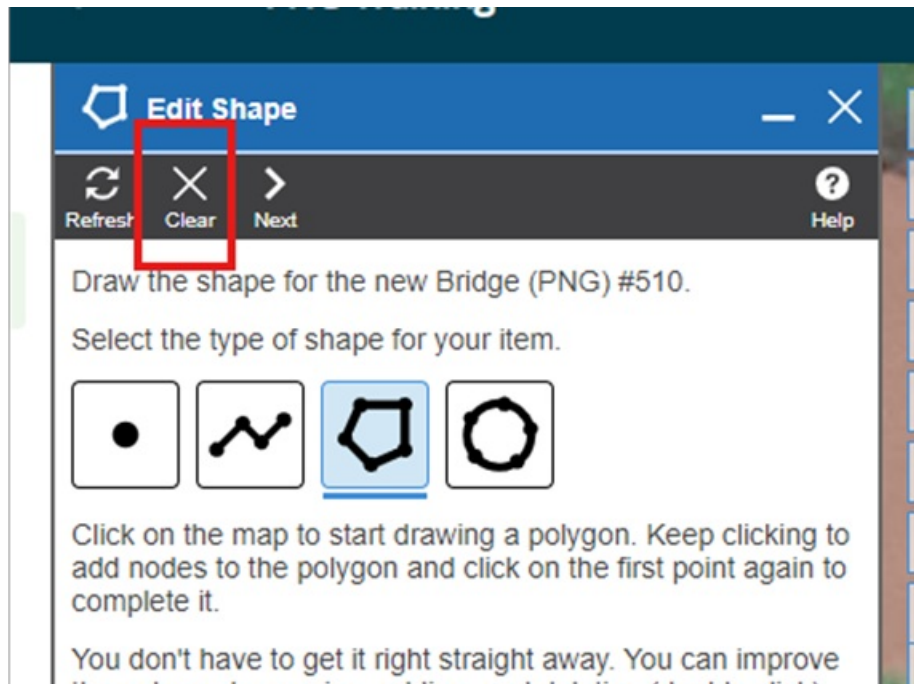 Edit Shape
Refresh Clear Next Help
Draw the shape for the new Bridge (PNG) #510.
Select the type of shape for your item.
Click on the map to start drawing a polygon. Keep clicking to
add nodes to the polygon and click on the first point again to
complete it.
You don't have to get it right straight away. You can improve